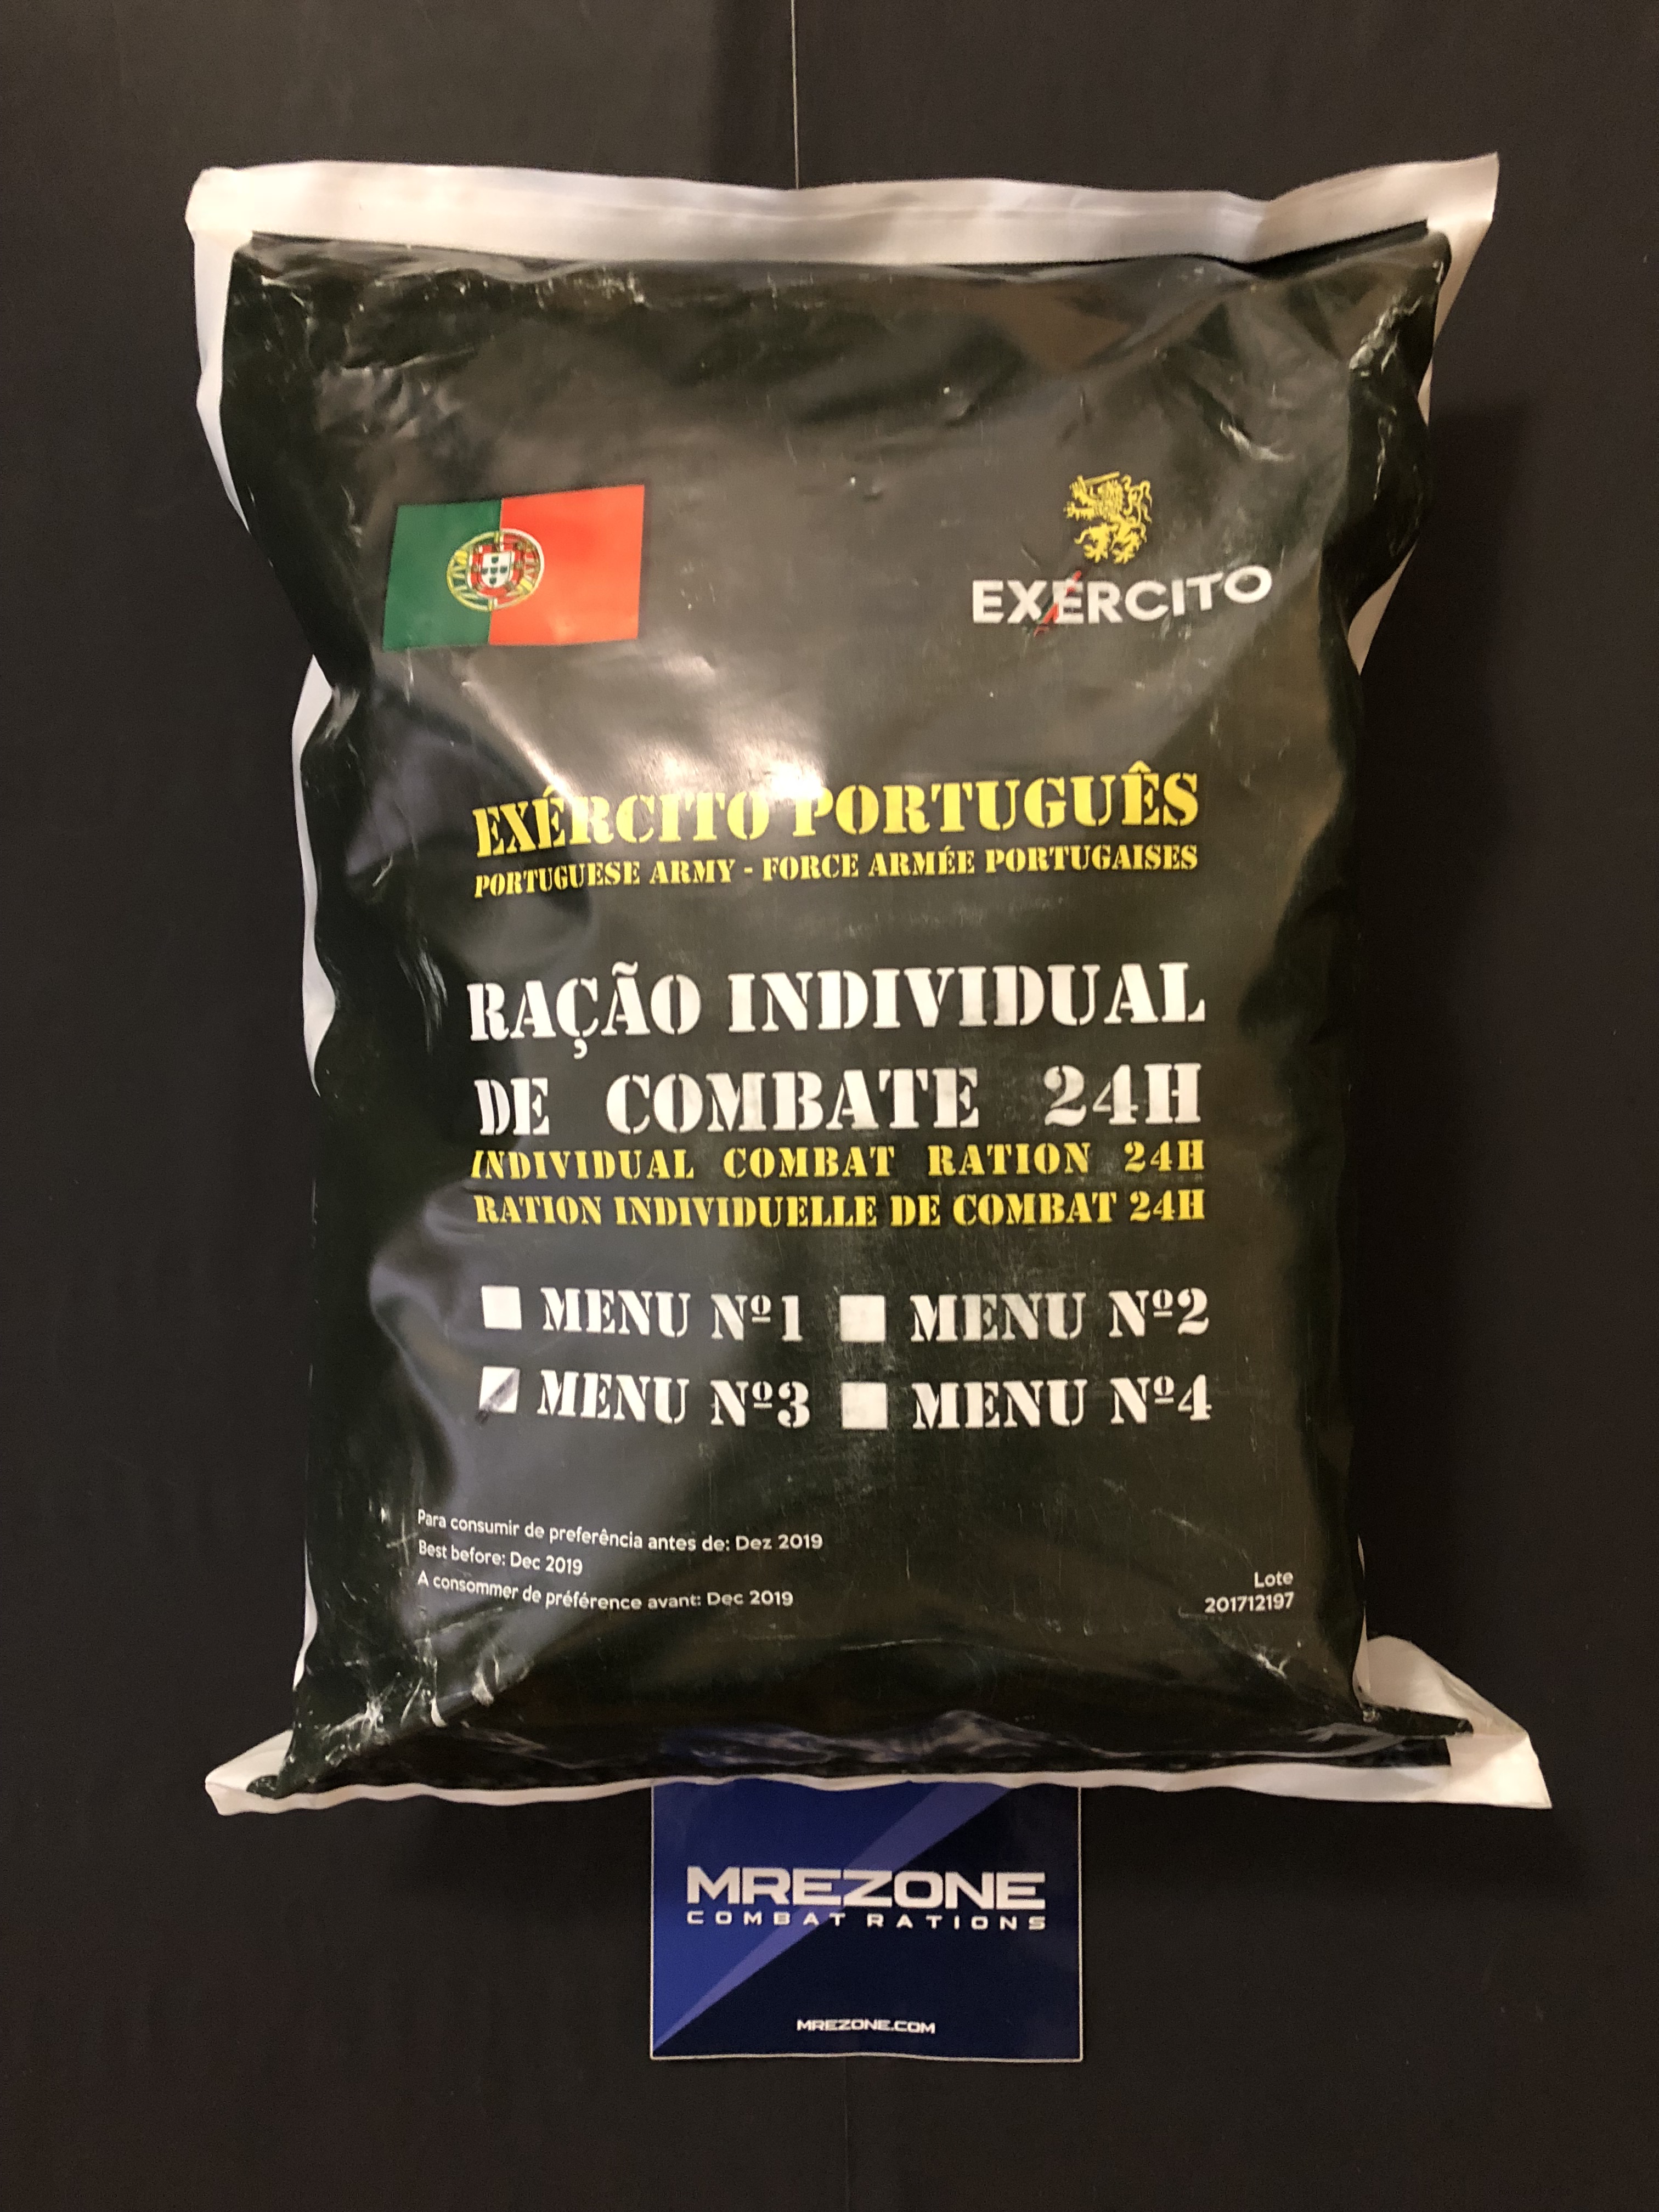 EXÉRCITO
EXÉRCITO PORTUGUÊS
PORTUGUESE ARMY - FORCE ARMÉE PORTUGAISES
RAÇÃO INDIVIDUAL
DE COMBATE 24H
INDIVIDUAL COMBAT RATION 24H
RATION INDIVIDUELLE DE COMBAT 24H
MENU Nº1 MENU Nº2
MENU Nº3 MENU Nº4
Para consumir de preferência antes de: Dez 2019
Best before: Dec 2019
A consommer de préférence avant: Dec 2019
Lote
201712197
MREZONE
COMBAT RATIONS
MREZONE.COM